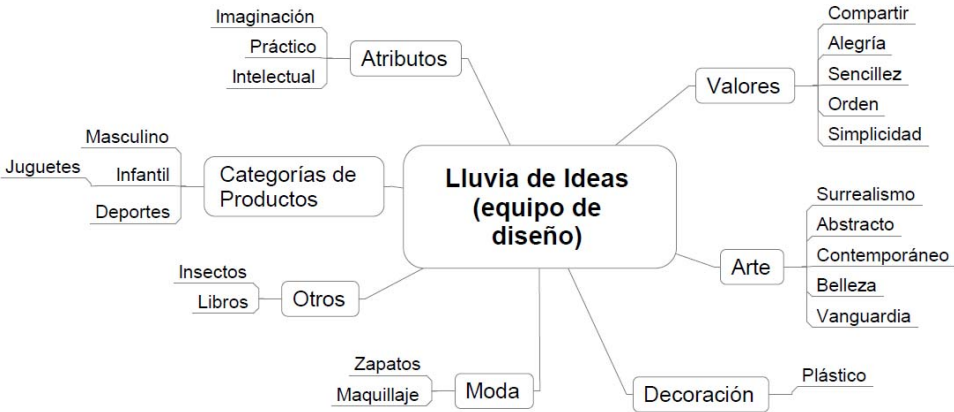 Lluvia de Ideas
(equipo de
diseño)
Atributos
Imaginación
Práctico
Intelectual
Categorías de
Productos
Masculino
Infantil
Juguetes
Deportes
Otros
Insectos
Libros
Moda
Zapatos
Maquillaje
Valores
Compartir
Alegría
Sencillez
Orden
Simplicidad
Arte
Surrealismo
Abstracto
Contemporáneo
Belleza
Vanguardia
Decoración
Plástico